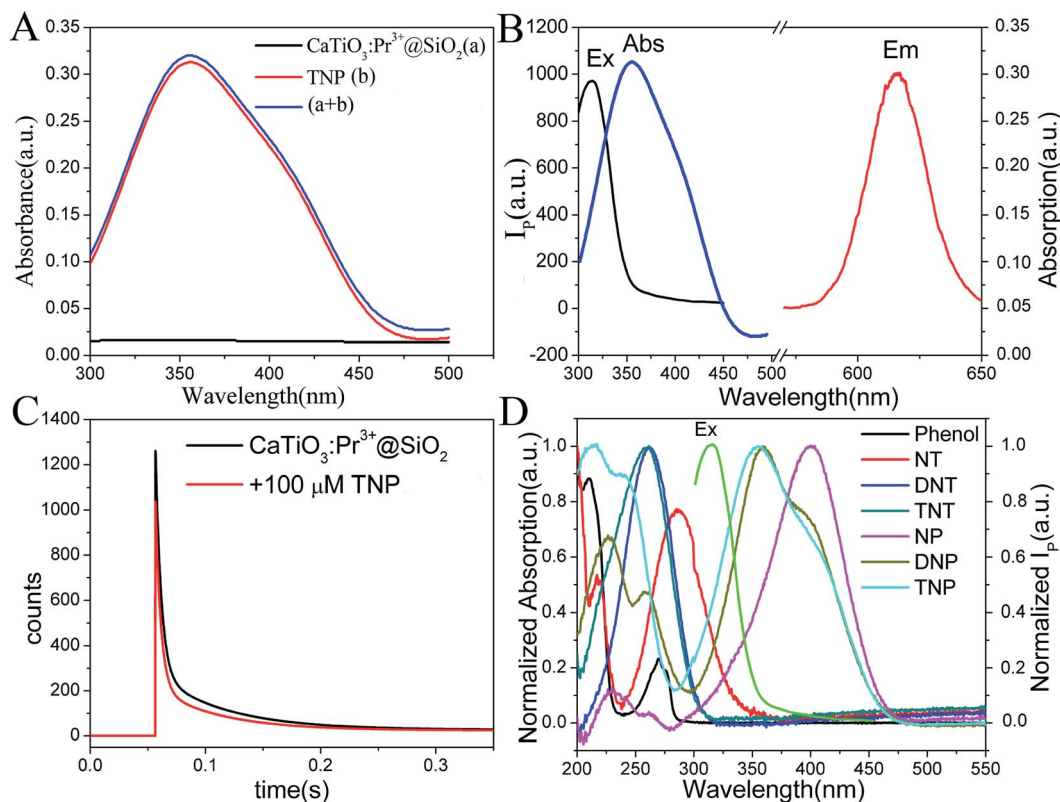 A
CaTiO₃:Pr³⁺@SiO₂(a)
TNP (b)
(a+b)
Absorbance(a.u.)
0.35
0.30
0.25
0.20
0.15
0.10
0.05
0.00
300 350 400 450 500
Wavelength(nm)
B
Ex
Abs
Em
I_P(a.u.)
1200
1000
800
600
400
200
0
-200
Absorption(a.u.)
0.35
0.30
0.25
0.20
0.15
0.10
0.05
0.00
300 350 400 450 500 600 650
Wavelength(nm)
C
CaTiO₃:Pr³⁺@SiO₂
+100 μM TNP
counts
1400
1200
1000
800
600
400
200
0
0.0 0.1 0.2 0.3
time(s)
D
Ex
Phenol
NT
DNT
TNT
NP
DNP
TNP
Normalized Absorption(a.u.)
1.0
0.8
0.6
0.4
0.2
0.0
Normalized I_P(a.u.)
1.0
0.8
0.6
0.4
0.2
0.0
200 250 300 350 400 450 500 550
Wavelength(nm)